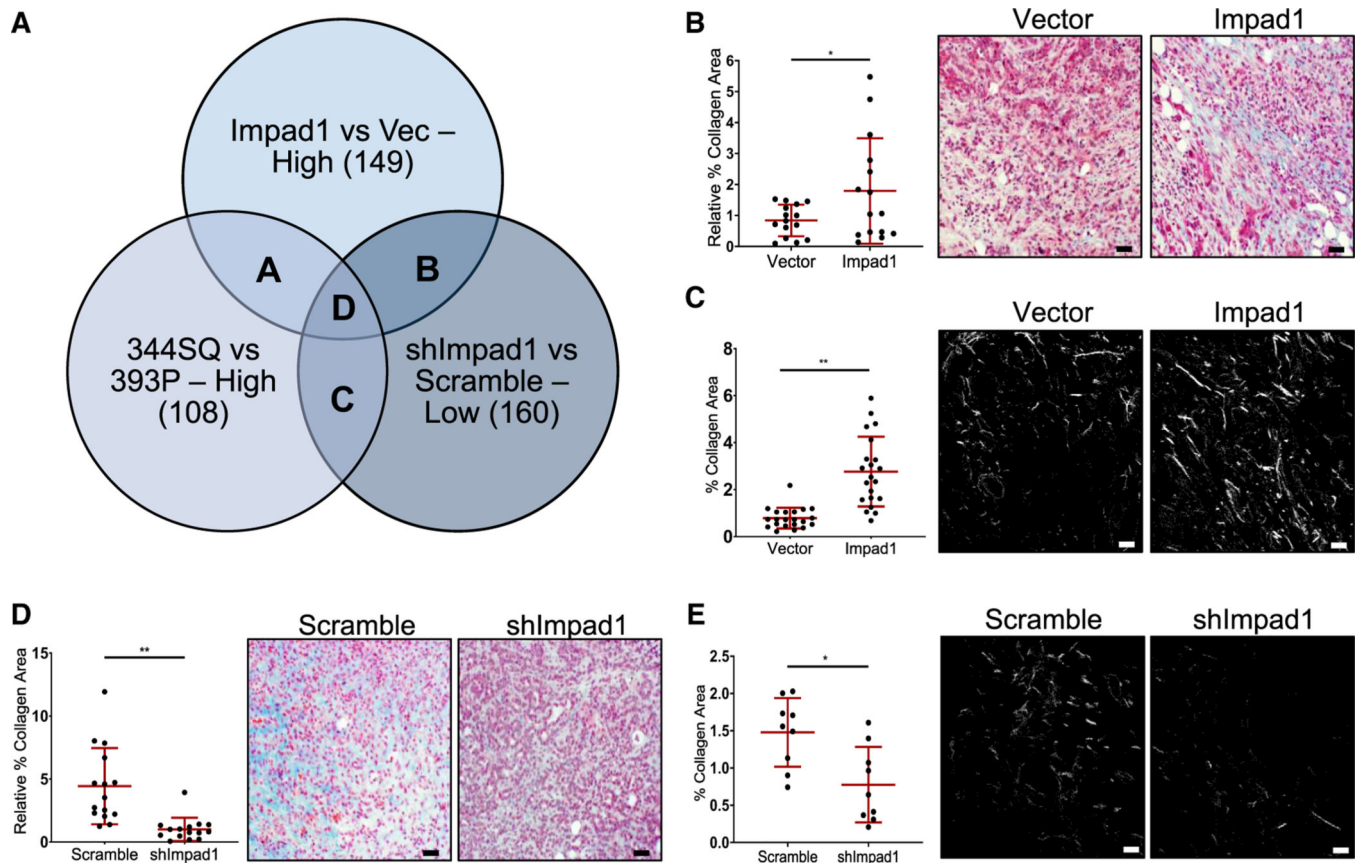 A
Impad1 vs Vec –
High (149)
A
B
D
344SQ vs
393P – High
(108)
C
shImpad1 vs
Scramble –
Low (160)
B
Vector
Impad1
Relative % Collagen Area
6
5
4
3
2
1
0
*
Vector
Impad1
C
Vector
Impad1
% Collagen Area
8
6
4
2
0
**
Vector
Impad1
D
Scramble
shImpad1
Relative % Collagen Area
15
10
5
0
**
Scramble
shImpad1
E
Scramble
shImpad1
% Collagen Area
2.5
2.0
1.5
1.0
0.5
0.0
*
Scramble
shImpad1